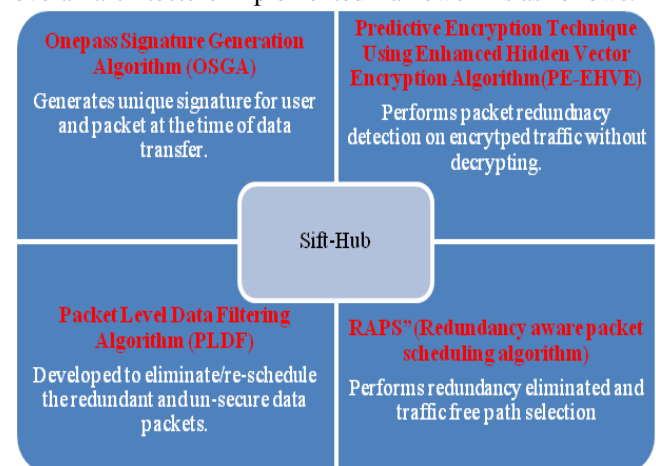 Onepass Signature Generation
Algorithm (OSGA)
Generates unique signature for user
and packet at the time of data
transfer.
Predictive Encryption Technique
Using Enhanced Hidden Vector
Encryption Algorithm(PE-EHVE)
Performs packet redundnacy
detection on encrytped traffic without
decrypting.
Sift-Hub
Packet Level Data Filtering
Algorithm (PLDF)
Developed to eliminate/re-schedule
the redundant and un-secure data
packets.
RAPS” (Redundancy aware packet
scheduling algorithm)
Performs redundancy eliminated and
traffic free path selection